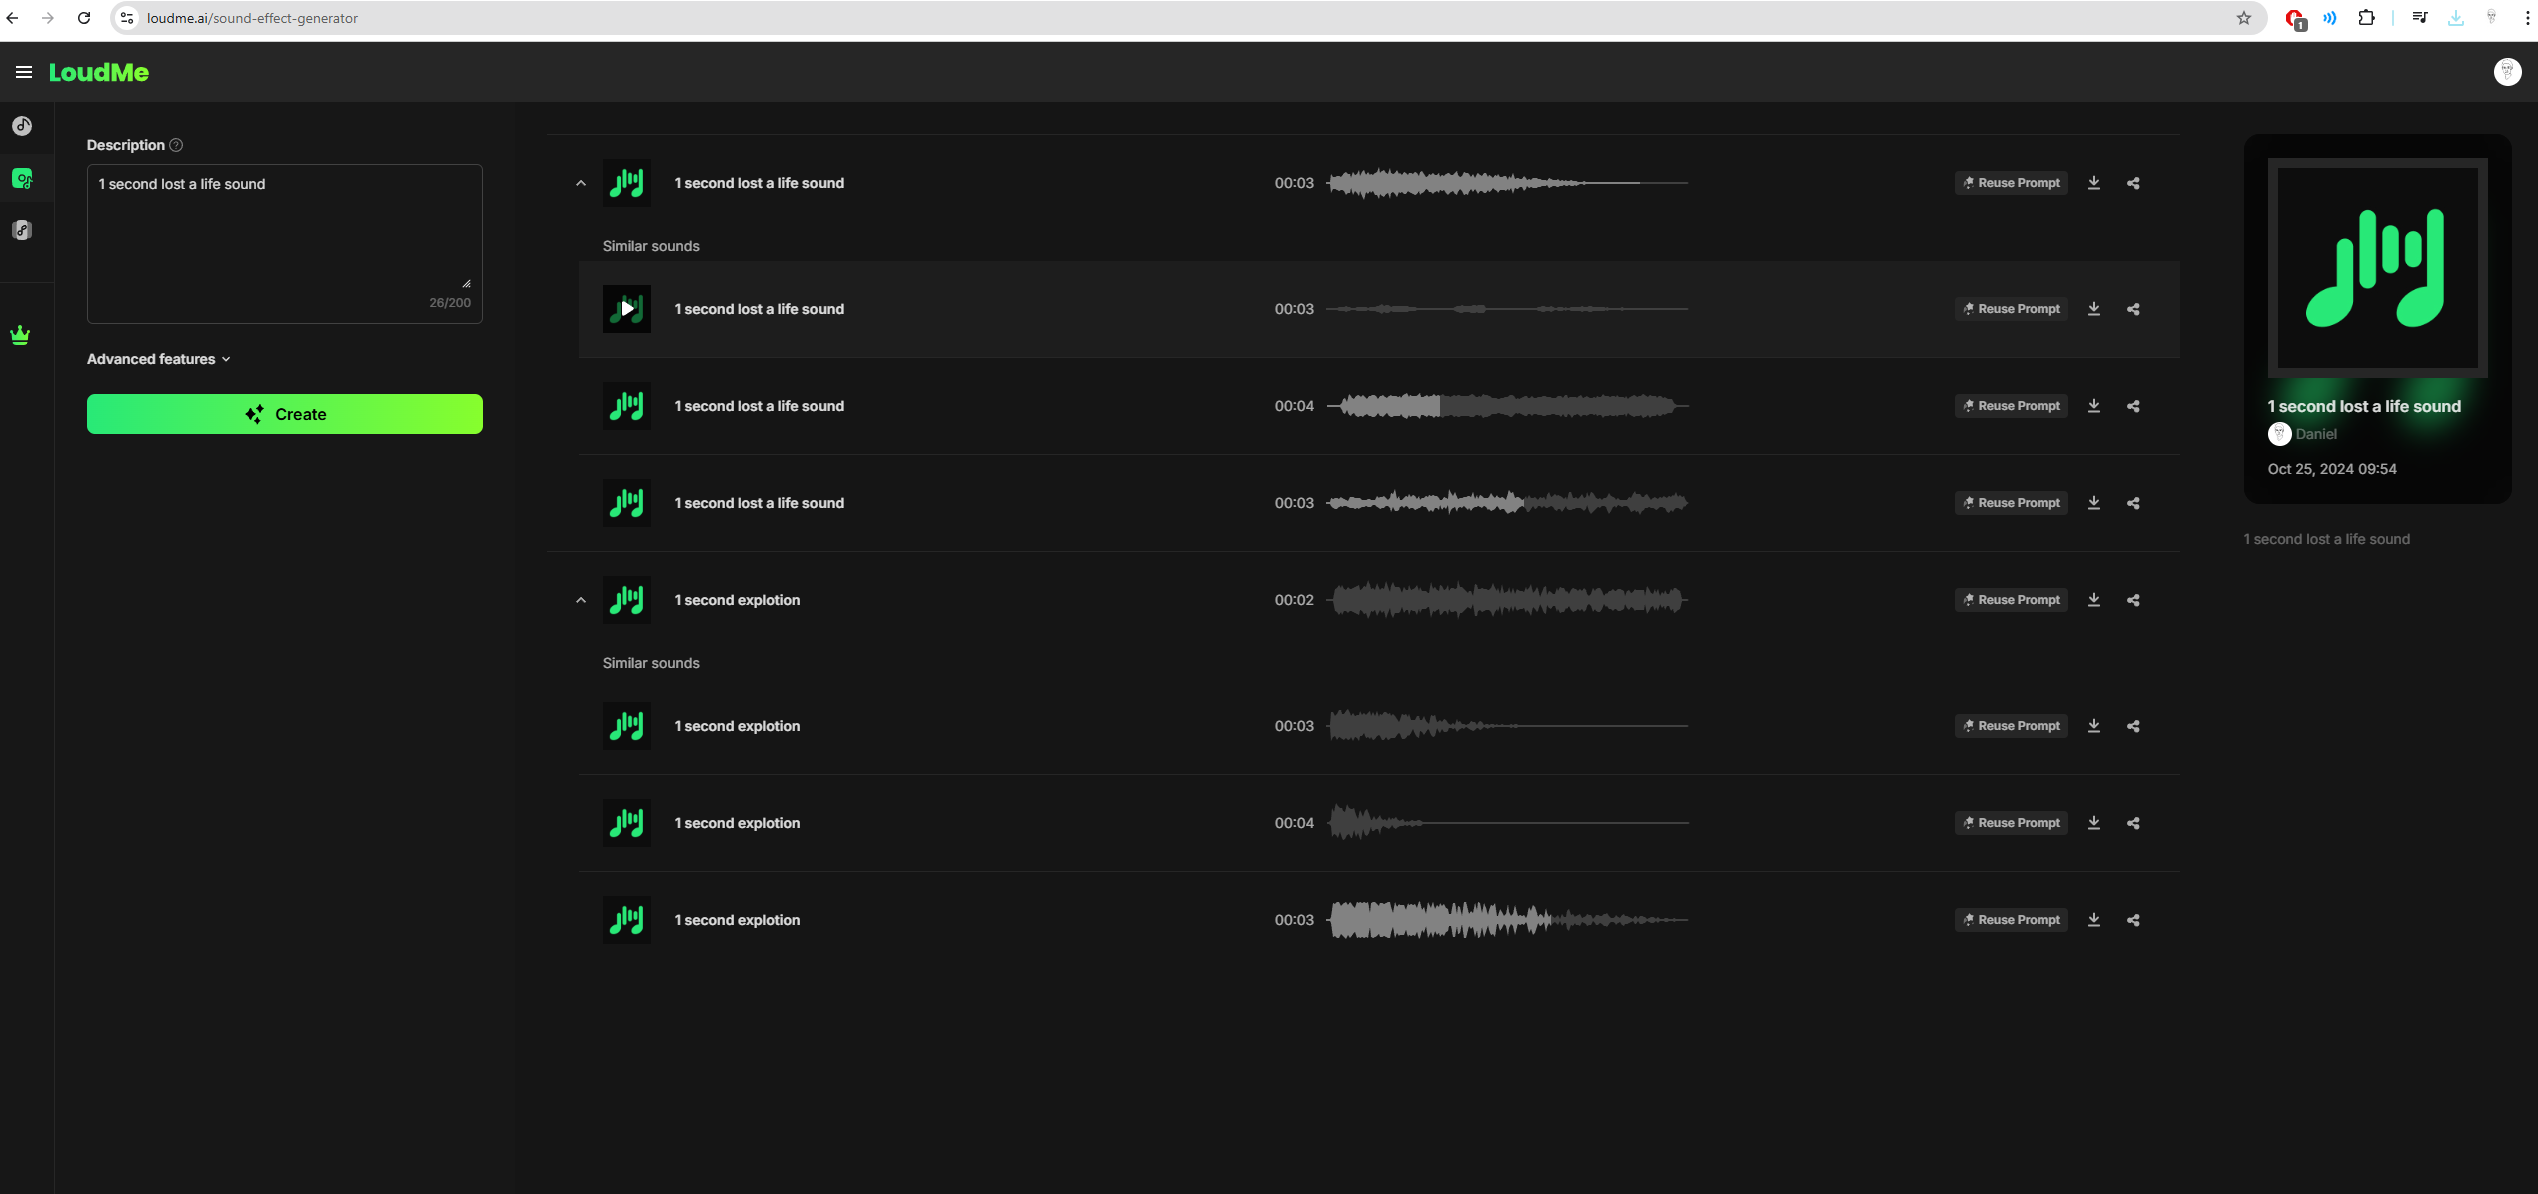 loudme.ai/sound-effect-generator
1
LoudMe
Description ?
1 second lost a life sound
26/200
Advanced features
Create
1 second lost a life sound 00:03 Reuse Prompt
Similar sounds
1 second lost a life sound 00:03 Reuse Prompt
1 second lost a life sound 00:04 Reuse Prompt
1 second lost a life sound 00:03 Reuse Prompt
1 second explotion 00:02 Reuse Prompt
Similar sounds
1 second explotion 00:03 Reuse Prompt
1 second explotion 00:04 Reuse Prompt
1 second explotion 00:03 Reuse Prompt
1 second lost a life sound
Daniel
Oct 25, 2024 09:54
1 second lost a life sound